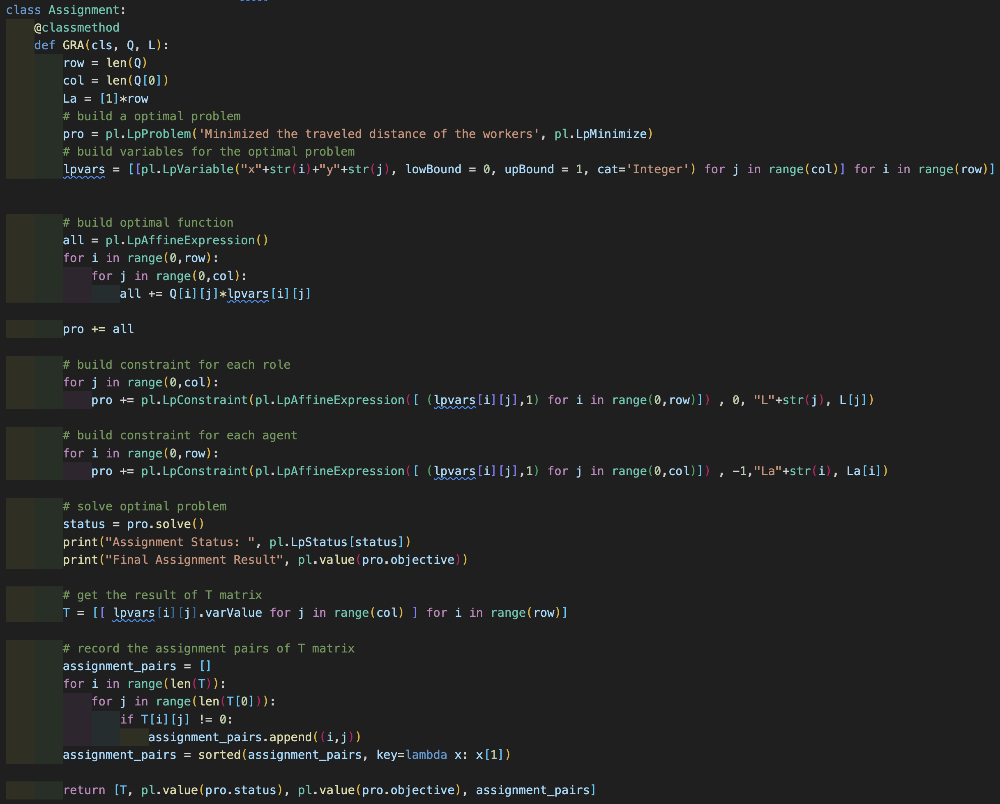 class Assignment:
    @classmethod
    def GRA(cls, Q, L):
        row = len(Q)
        col = len(Q[0])
        La = [1]*row
        # build a optimal problem
        pro = pl.LpProblem('Minimized the traveled distance of the workers', pl.LpMinimize)
        # build variables for the optimal problem
        lpvars = [[pl.LpVariable("x"+str(i)+"y"+str(j), lowBound = 0, upBound = 1, cat='Integer') for j in range(col)] for i in range(row)]
        # build optimal function
        all = pl.LpAffineExpression()
        for i in range(0,row):
            for j in range(0,col):
                all += Q[i][j]*lpvars[i][j]
        pro += all
        # build constraint for each role
        for j in range(0,col):
            pro += pl.LpConstraint(pl.LpAffineExpression([ (lpvars[i][j],1) for i in range(0,row)]) , 0, "L"+str(j), L[j])
        # build constraint for each agent
        for i in range(0,row):
            pro += pl.LpConstraint(pl.LpAffineExpression([ (lpvars[i][j],1) for j in range(0,col)]) , -1,"La"+str(i), La[i])
        # solve optimal problem
        status = pro.solve()
        print("Assignment Status: ", pl.LpStatus[status])
        print("Final Assignment Result", pl.value(pro.objective))
        # get the result of T matrix
        T = [[ lpvars[i][j].varValue for j in range(col) ] for i in range(row)]
        # record the assignment pairs of T matrix
        assignment_pairs = []
        for i in range(len(T)):
            for j in range(len(T[0])):
                if T[i][j] != 0:
                    assignment_pairs.append((i,j))
        assignment_pairs = sorted(assignment_pairs, key=lambda x: x[1])
        return [T, pl.value(pro.status), pl.value(pro.objective), assignment_pairs]